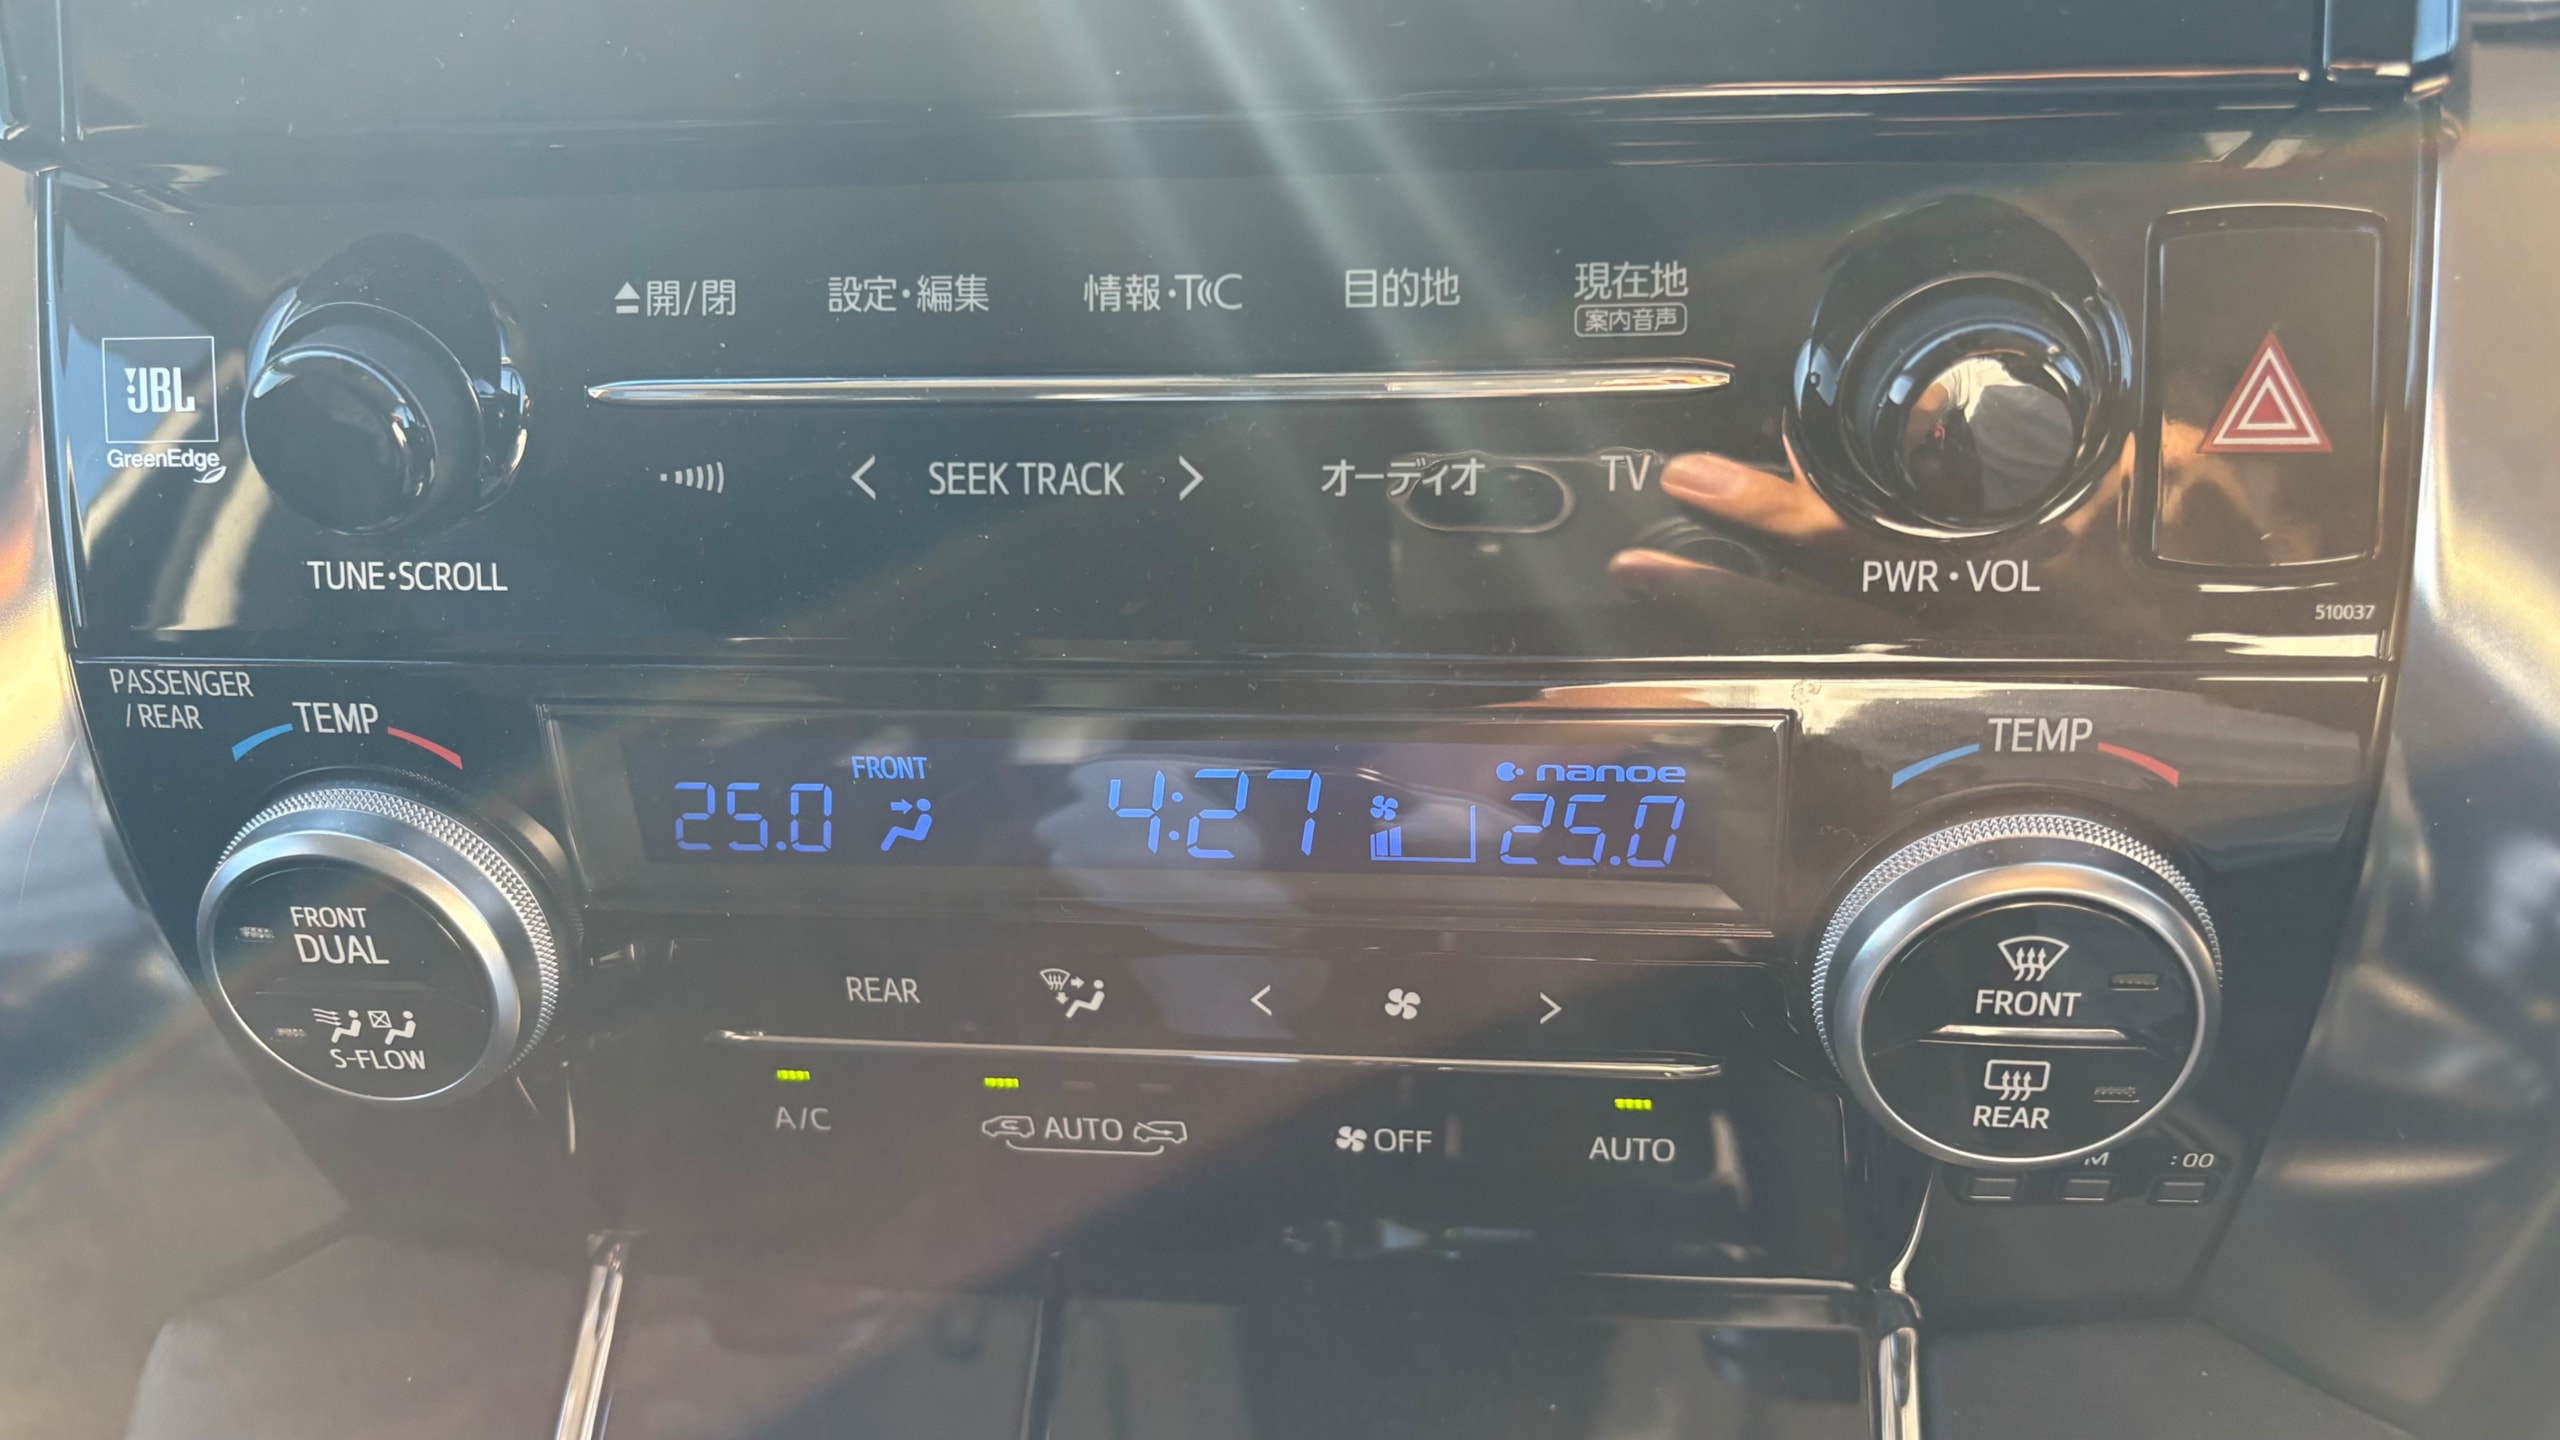 ▲開/閉
設定・編集
情報・TC
目的地
現在地
案内音声
JBL
GreenEdge
< SEEK TRACK >
オーディオ
TV
TUNE・SCROLL
PWR・VOL
510037
PASSENGER
/ REAR
TEMP
25.0
FRONT
4:27
nanoe
25.0
TEMP
FRONT
DUAL
S-FLOW
REAR
< >
FRONT
REAR
A/C
AUTO
OFF
AUTO
M
:00